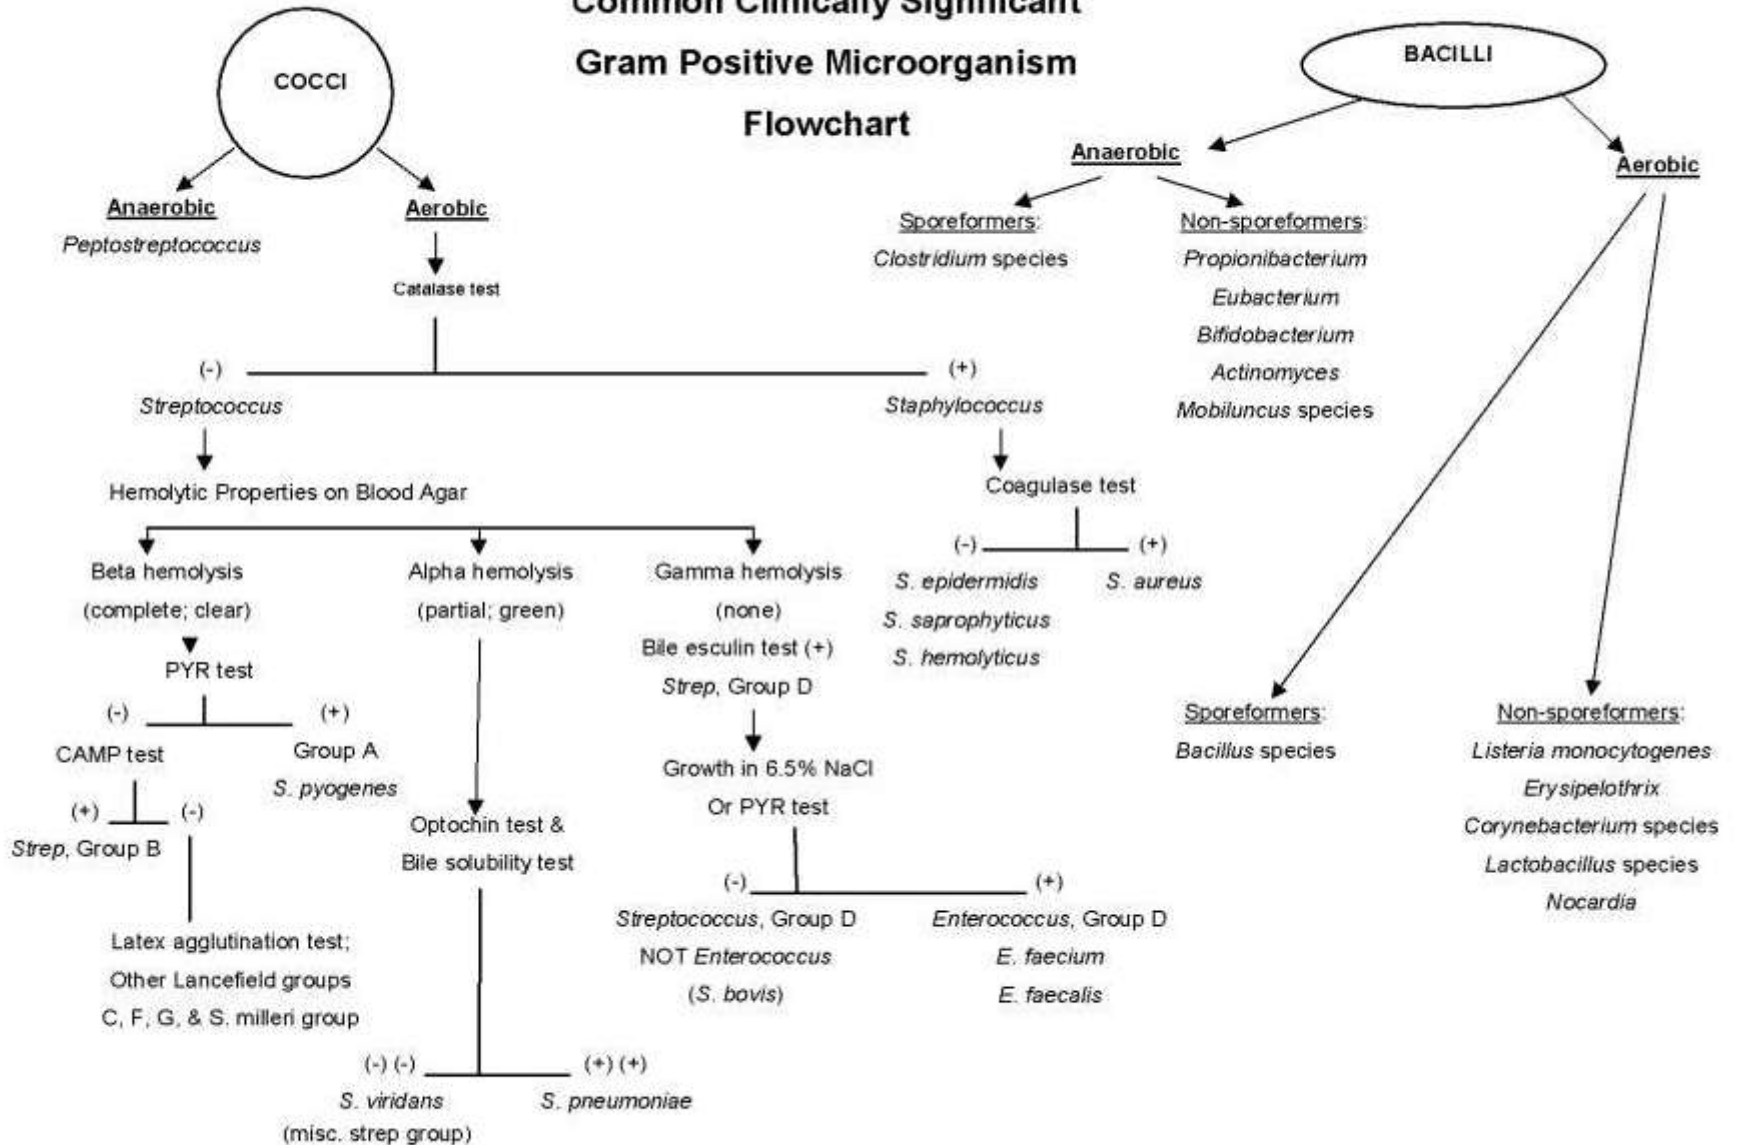 Common Clinically Significant
Gram Positive Microorganism
Flowchart
COCCI
Anaerobic
Peptostreptococcus
Aerobic
Catalase test
(-)
Streptococcus
(+)
Staphylococcus
Hemolytic Properties on Blood Agar
Beta hemolysis
(complete; clear)
PYR test
(-)
CAMP test
(+)
Group A
S. pyogenes
(+)
Strep, Group B
(-)
Latex agglutination test;
Other Lancefield groups
C, F, G, & S. milleri group
Alpha hemolysis
(partial; green)
Optochin test &
Bile solubility test
(-) (-)
S. viridans
(misc. strep group)
(+) (+)
S. pneumoniae
Gamma hemolysis
(none)
Bile esculin test (+)
Strep, Group D
Growth in 6.5% NaCl
Or PYR test
(-)
Streptococcus, Group D
NOT Enterococcus
(S. bovis)
(+)
Enterococcus, Group D
E. faecium
E. faecalis
Coagulase test
(-)
S. epidermidis
S. saprophyticus
S. hemolyticus
(+)
S. aureus
BACILLI
Anaerobic
Sporeformers:
Clostridium species
Non-sporeformers:
Propionibacterium
Eubacterium
Bifidobacterium
Actinomyces
Mobiluncus species
Aerobic
Sporeformers:
Bacillus species
Non-sporeformers:
Listeria monocytogenes
Erysipelothrix
Corynebacterium species
Lactobacillus species
Nocardia